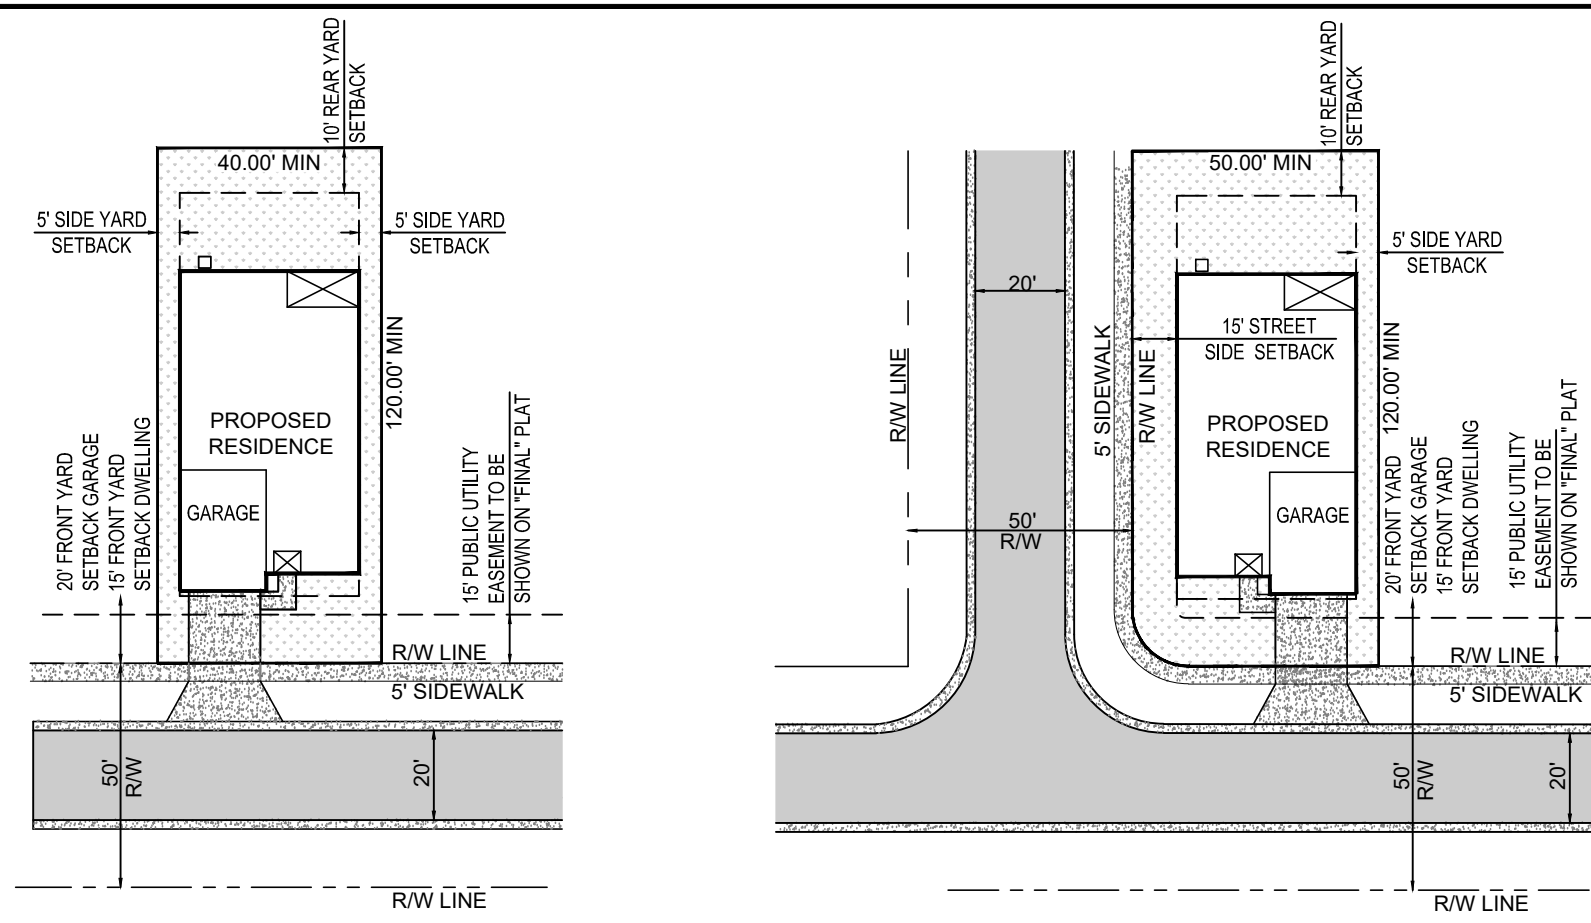 10' REAR YARD
SETBACK
40.00' MIN
5' SIDE YARD
SETBACK
5' SIDE YARD
SETBACK
120.00' MIN
PROPOSED
RESIDENCE
GARAGE
20' FRONT YARD
SETBACK GARAGE
15' FRONT YARD
SETBACK DWELLING
15' PUBLIC UTILITY
EASEMENT TO BE
SHOWN ON "FINAL" PLAT
R/W LINE
5' SIDEWALK
50'
R/W
20'
R/W LINE
10' REAR YARD
SETBACK
50.00' MIN
5' SIDE YARD
SETBACK
20'
15' STREET
SIDE SETBACK
R/W LINE
5' SIDEWALK
R/W LINE
120.00' MIN
PROPOSED
RESIDENCE
GARAGE
50'
R/W
20' FRONT YARD
SETBACK GARAGE
15' FRONT YARD
SETBACK DWELLING
15' PUBLIC UTILITY
EASEMENT TO BE
SHOWN ON "FINAL" PLAT
R/W LINE
5' SIDEWALK
50'
R/W
20'
R/W LINE